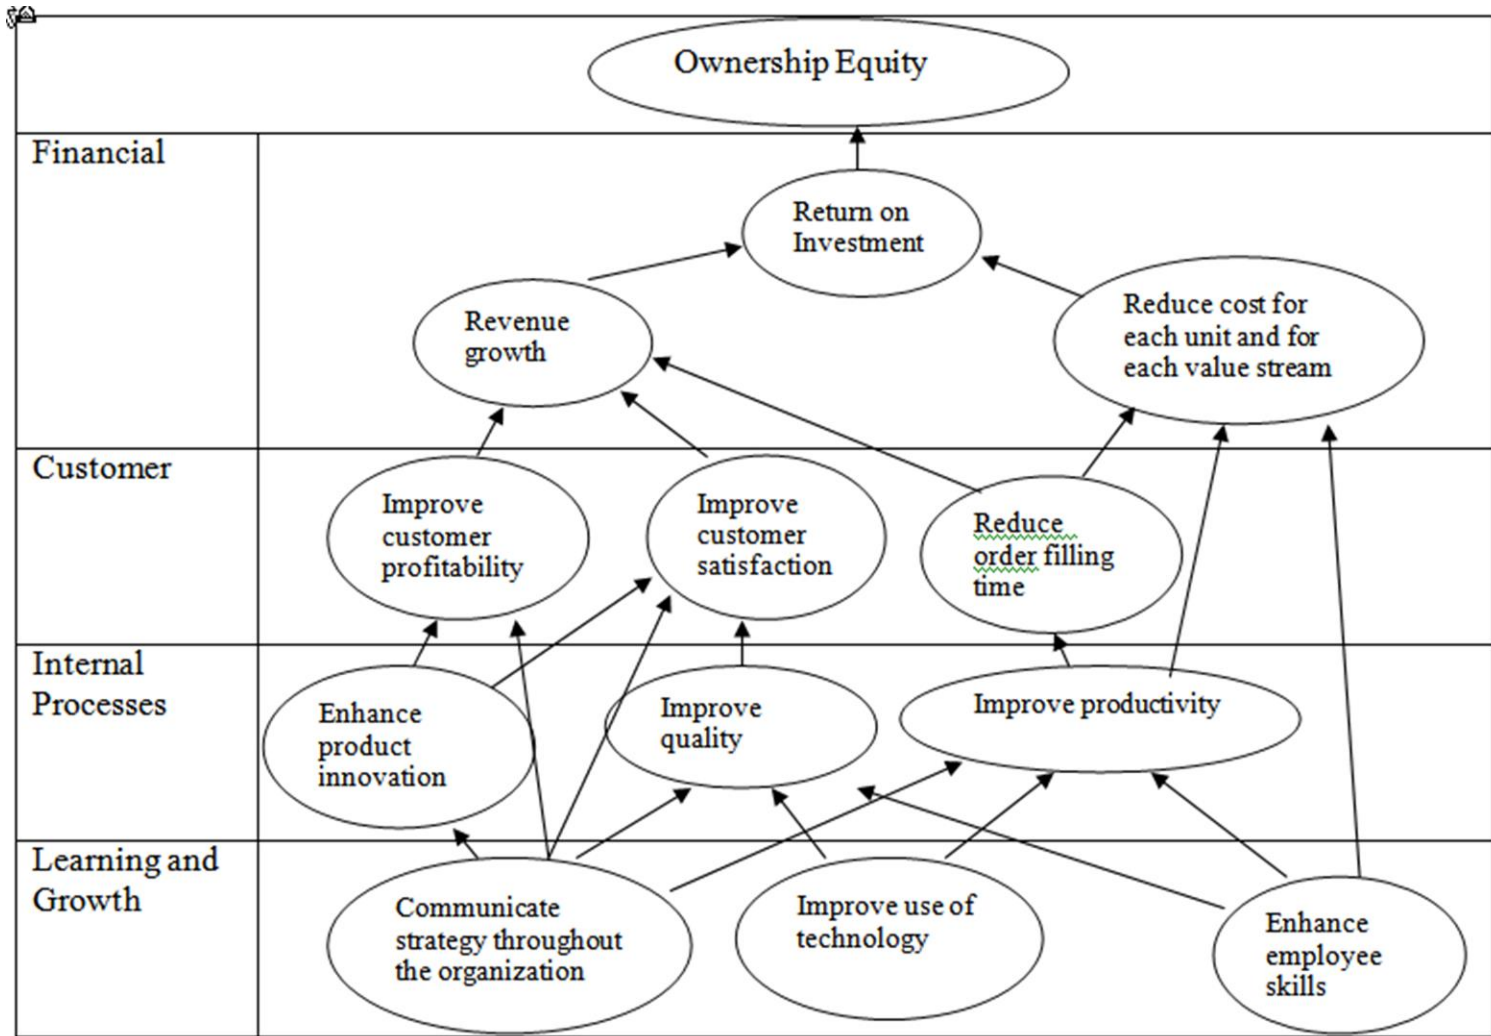 Ownership Equity
Financial
Return on
Investment
Revenue
growth
Reduce cost for
each unit and for
each value stream
Customer
Improve
customer
profitability
Improve
customer
satisfaction
Reduce
order filling
time
Internal
Processes
Enhance
product
innovation
Improve
quality
Improve productivity
Learning and
Growth
Communicate
strategy throughout
the organization
Improve use of
technology
Enhance
employee
skills